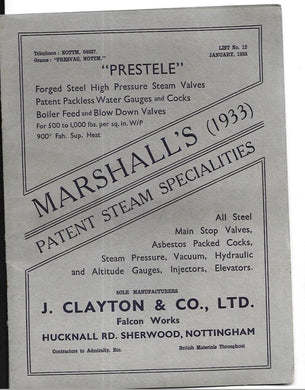 Telephone: NOTTM. 64827.
Grams: "PRESVAC, NOTTM."
LIST No. 12
JANUARY, 1933
"PRESTELE"
Forged Steel High Pressure Steam Valves
Patent Packless Water Gauges and Cocks
Boiler Feed and Blow Down Valves
For 500 to 1,000 lbs. per sq. in. W/P
900° Fah. Sup. Heat
MARSHALL'S (1933)
PATENT STEAM SPECIALITIES
All Steel
Main Stop Valves,
Asbestos Packed Cocks,
Steam Pressure, Vacuum, Hydraulic
and Altitude Gauges, Injectors, Elevators.
SOLE MANUFACTURERS
J. CLAYTON & CO., LTD.
Falcon Works
HUCKNALL RD. SHERWOOD, NOTTINGHAM
Contractors to Admiralty, Etc.
British Materials Throughout